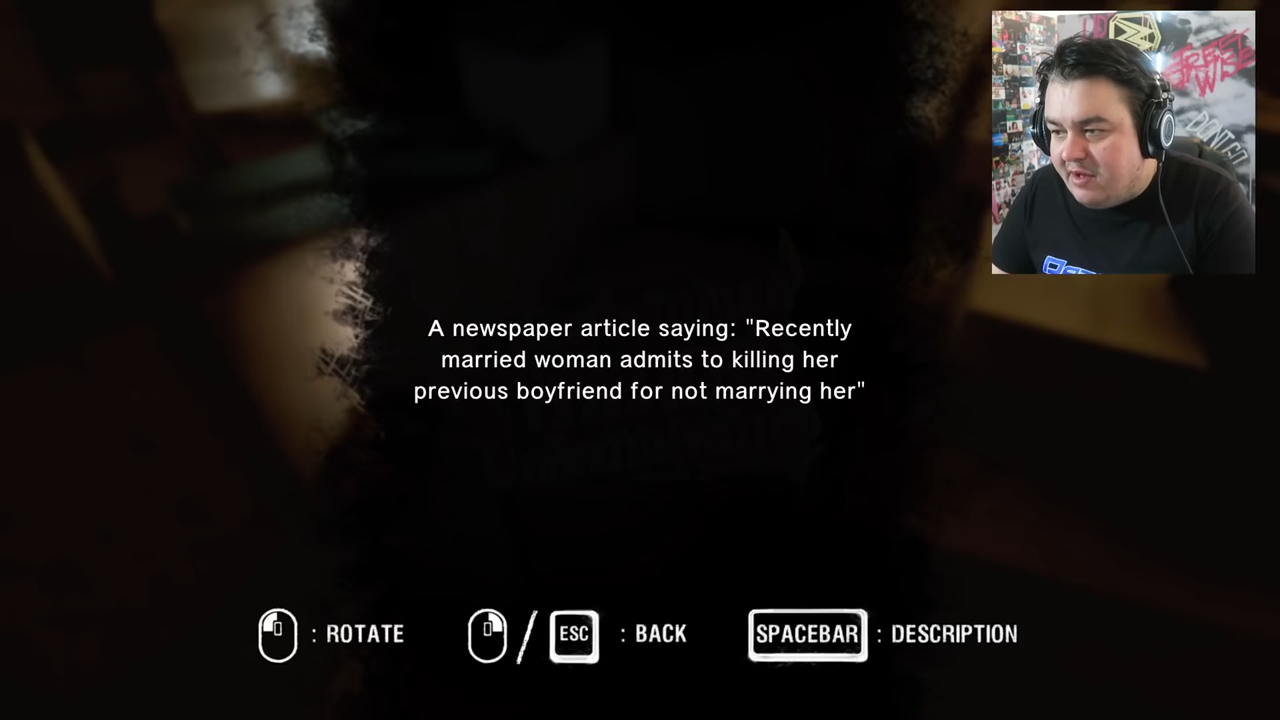 A newspaper article saying: "Recently
married woman admits to killing her
previous boyfriend for not marrying her"
: ROTATE
/ ESC : BACK
SPACEBAR : DESCRIPTION